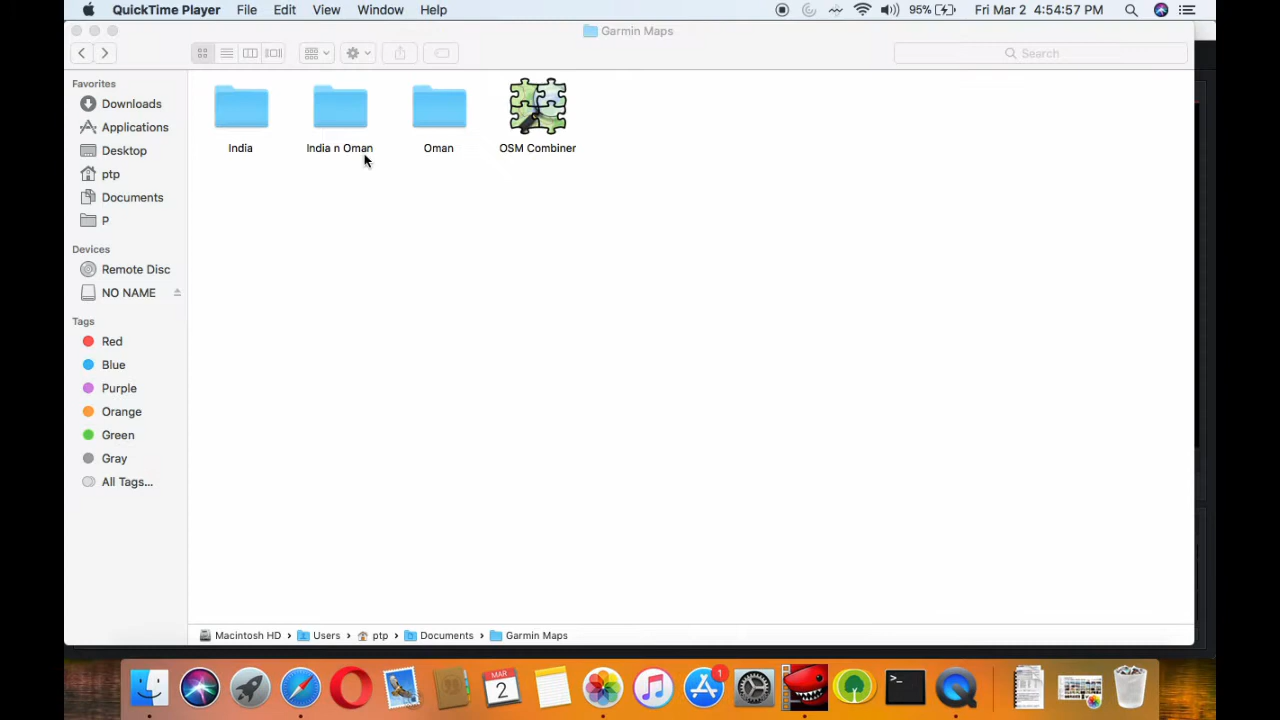 QuickTime Player File Edit View Window Help 95% Fri Mar 2 4:54:57 PM
Garmin Maps
Search
Favorites
Downloads
Applications
Desktop
ptp
Documents
P
Devices
Remote Disc
NO NAME
Tags
Red
Blue
Purple
Orange
Green
Gray
All Tags...
India India n Oman Oman OSM Combiner
Macintosh HD › Users › ptp › Documents › Garmin Maps
MAR
2
1
>_